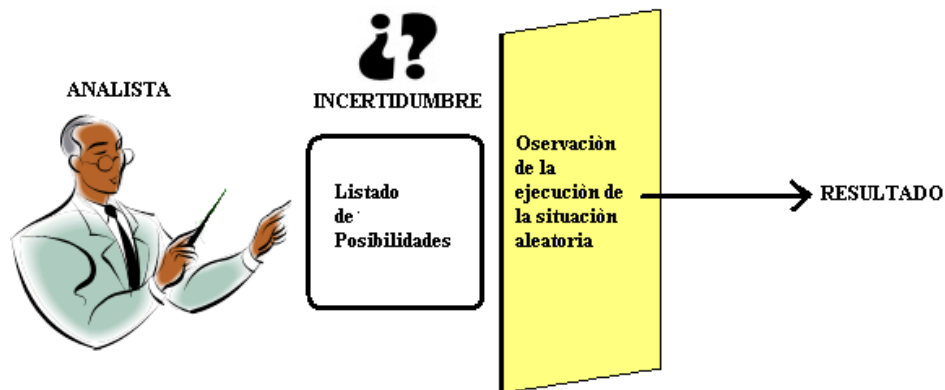 ANALISTA
¿?
INCERTIDUMBRE
Listado
de
Posibilidades
Oservaciòn
de la
ejecuciòn de
la situaciòn
aleatoria
RESULTADO